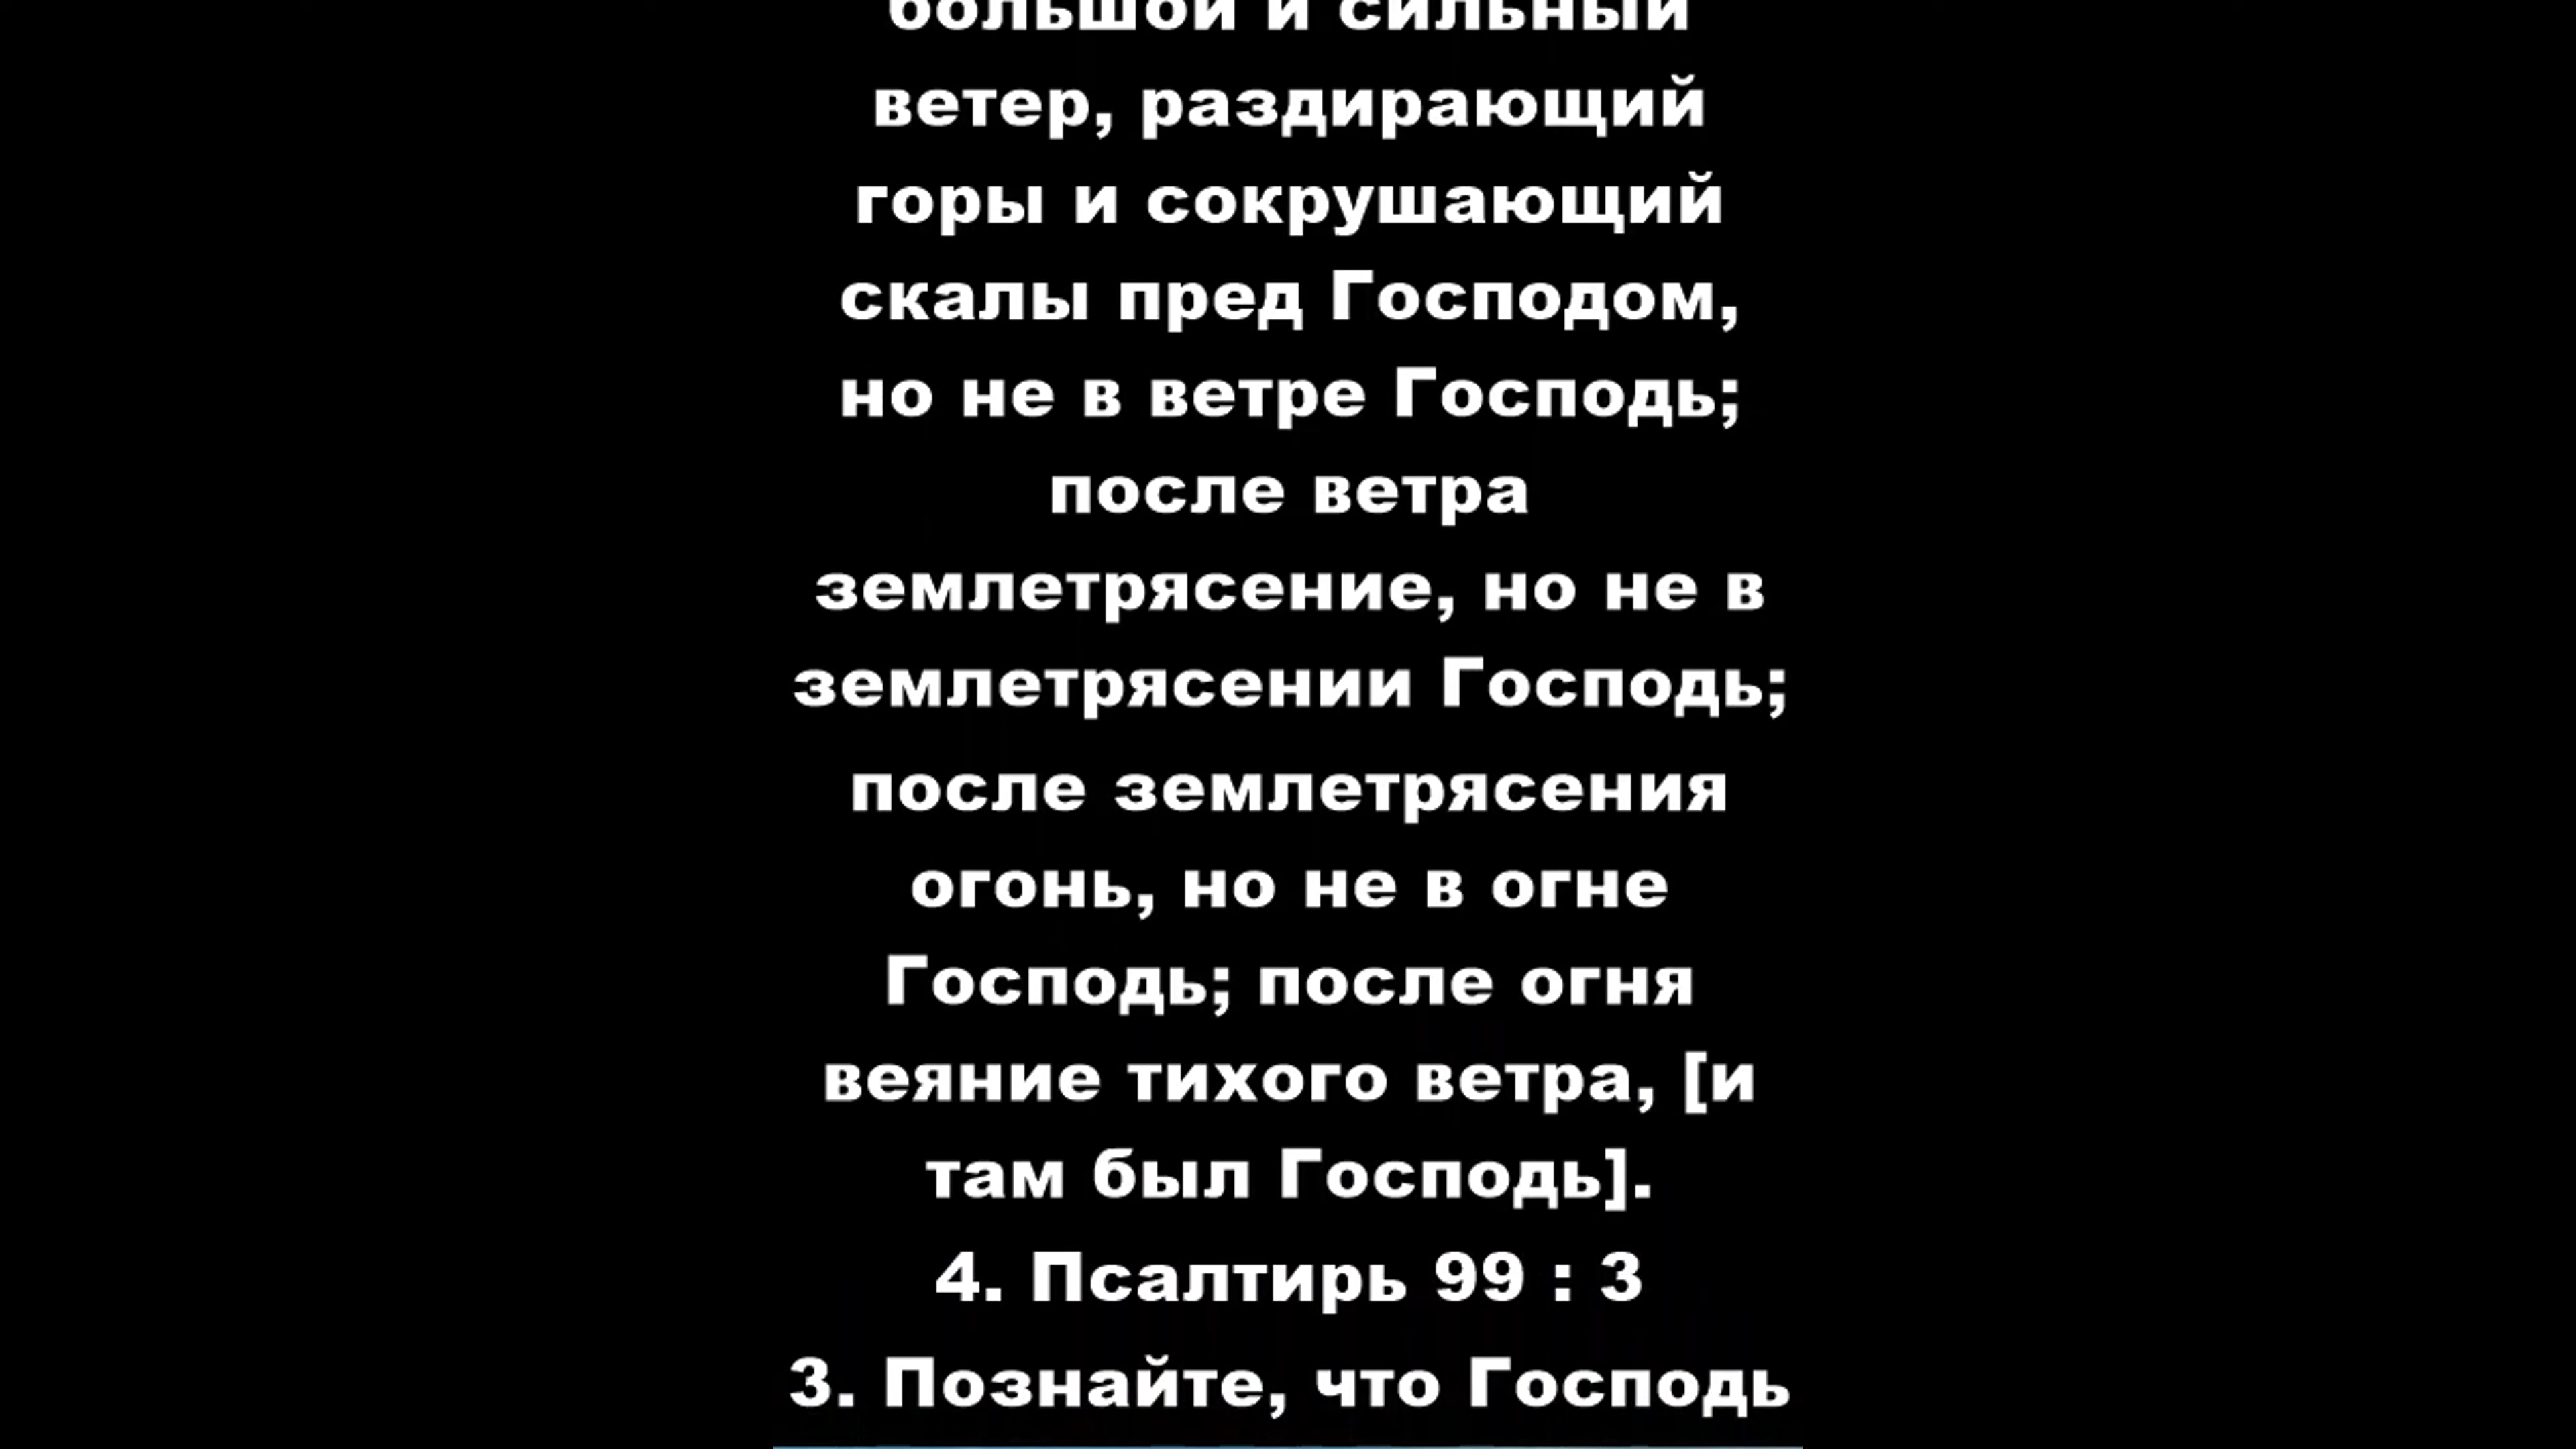 большой и сильный
ветер, раздирающий
горы и сокрушающий
скалы пред Господом,
но не в ветре Господь;
после ветра
землетрясение, но не в
землетрясении Господь;
после землетрясения
огонь, но не в огне
Господь; после огня
веяние тихого ветра, [и
там был Господь].
4. Псалтирь 99 : 3
3. Познайте, что Господь